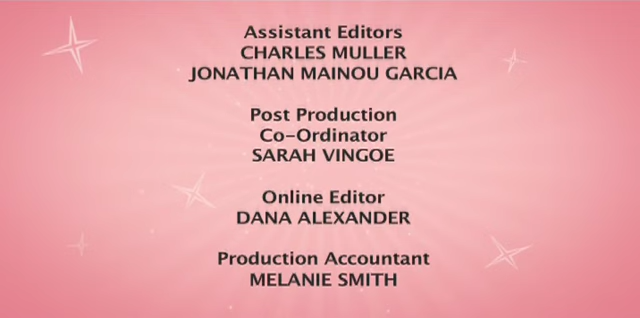 Assistant Editors
CHARLES MULLER
JONATHAN MAINOU GARCIA
Post Production
Co-Ordinator
SARAH VINGOE
Online Editor
DANA ALEXANDER
Production Accountant
MELANIE SMITH